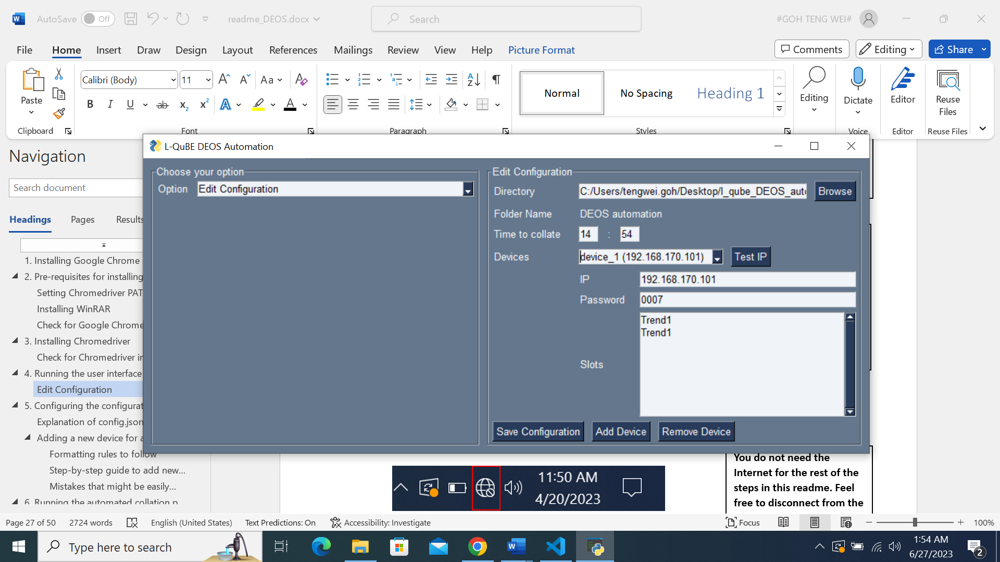 AutoSave Off readme_DEOS.docx Search #GOH TENG WEI#
File Home Insert Draw Design Layout References Mailings Review View Help Picture Format Comments Editing Share
Calibri (Body) 11 Aa
Paste
B I U ab x2 x2 A A
Normal No Spacing Heading 1
Editing Dictate Editor Reuse Files
Clipboard Font Paragraph Styles Voice Editor Reuse Files
Navigation
Search document
Headings Pages Results
1. Installing Google Chrome
2. Pre-requisites for installing
Setting Chromedriver PAT
Installing WinRAR
Check for Google Chrome
3. Installing Chromedriver
Check for Chromedriver in
4. Running the user interface
Edit Configuration
5. Configuring the configurat
Explanation of config.json
Adding a new device for a
Formatting rules to follow
Step-by-step guide to add new...
Mistakes that might be easily...
6. Running the automated collation p
L-QuBE DEOS Automation
Choose your option
Option Edit Configuration
Edit Configuration
Directory C:/Users/tengwei.goh/Desktop/l_qube_DEOS_aut Browse
Folder Name DEOS automation
Time to collate 14 : 54
Devices device_1 (192.168.170.101) Test IP
IP 192.168.170.101
Password 0007
Slots
Trend1
Trend1
Save Configuration Add Device Remove Device
11:50 AM
4/20/2023
You do not need the
Internet for the rest of the
steps in this readme. Feel
free to disconnect from the
Page 27 of 50 2724 words English (United States) Text Predictions: On Accessibility: Investigate Focus 100%
Type here to search
1:54 AM
6/27/2023
2